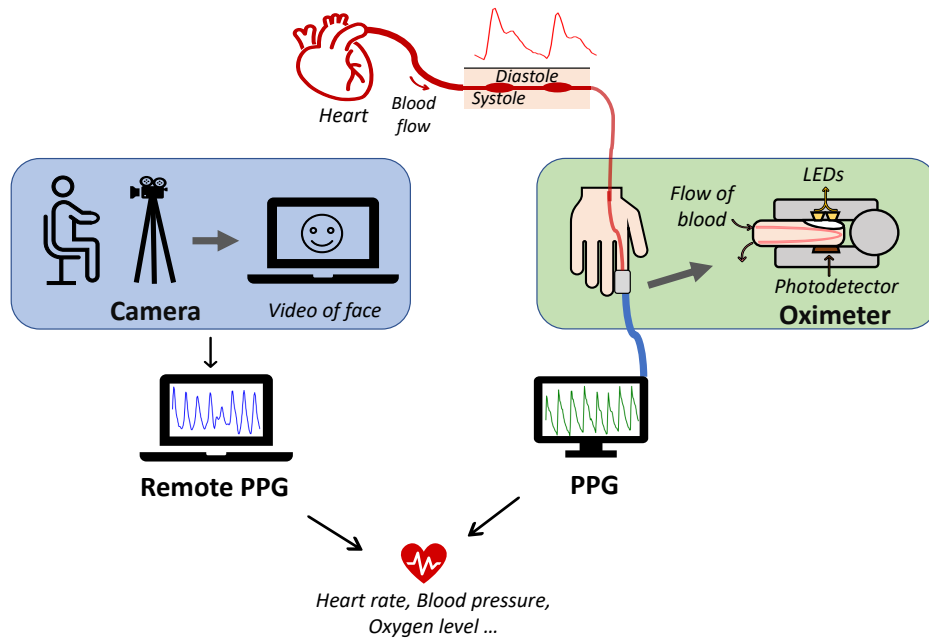 Heart
Blood
flow
Diastole
Systole
Camera
Video of face
Flow of
blood
LEDs
Photodetector
Oximeter
Remote PPG
PPG
Heart rate, Blood pressure,
Oxygen level ...